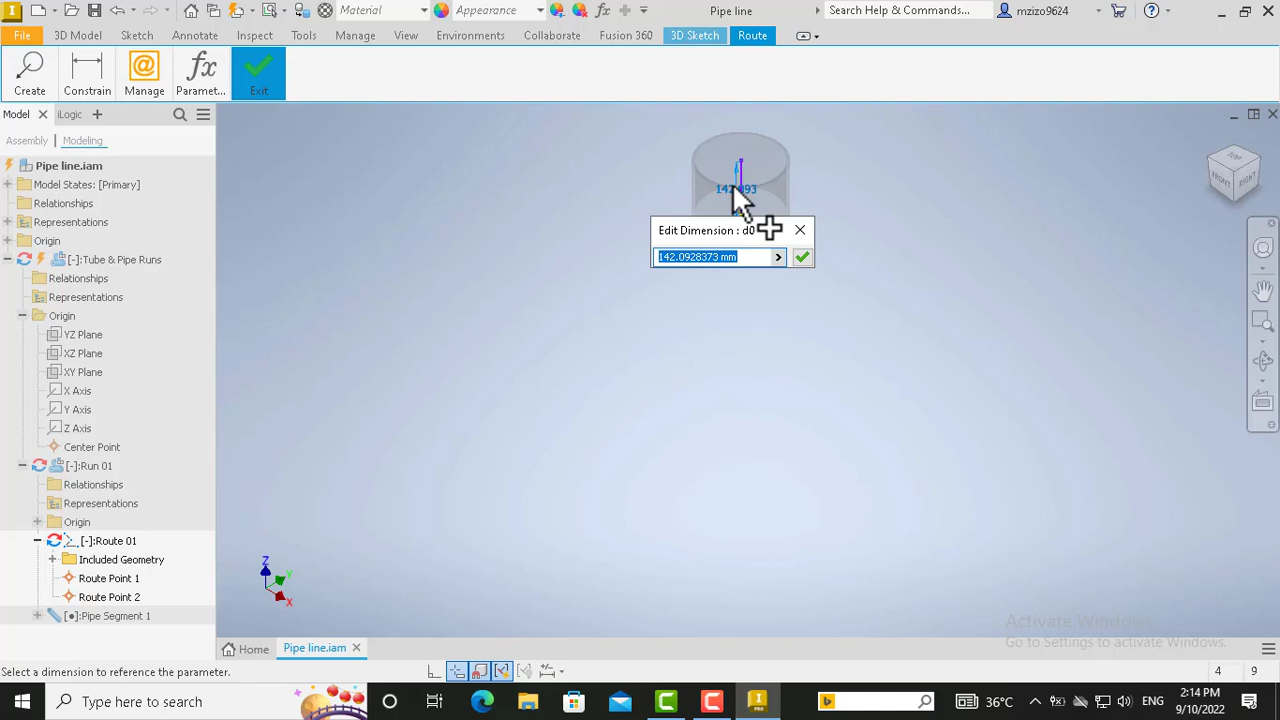 Material
Appearance
Pipe line
Search Help & Commands...
mzizo9624
File
3D Model
Sketch
Annotate
Inspect
Tools
Manage
View
Environments
Collaborate
Fusion 360
3D Sketch
Route
Create
Constrain
Manage
Paramet...
Exit
Model
iLogic
Assembly
Modeling
TOP
FRONT
RIGHT
Pipe line.iam
Model States: [Primary]
Relationships
Representations
Origin
[-]:Tube & Pipe Runs
Relationships
Representations
Origin
YZ Plane
XZ Plane
XY Plane
X Axis
Y Axis
Z Axis
Center Point
[-]:Run 01
Relationships
Representations
Origin
[-]:Route 01
Included Geometry
Route Point 1
Route Point 2
[●]:Pipe Segment 1
Edit Dimension : d0
142.0928373 mm
Z
Y
X
Activate Windows
Go to Settings to activate Windows.
Home
Pipe line.iam
Select a dimension to reference the parameter.
4
9
Type here to search
36°C
ENG
2:14 PM
9/10/2022